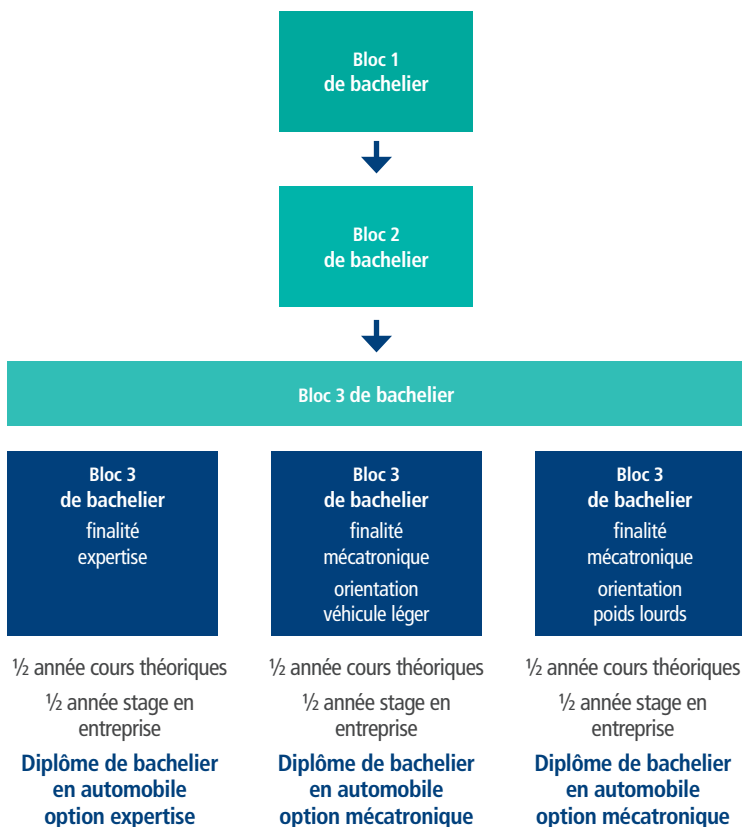 Bloc 1
de bachelier
Bloc 2
de bachelier
Bloc 3 de bachelier
Bloc 3
de bachelier
finalité
expertise
Bloc 3
de bachelier
finalité
mécatronique
orientation
véhicule léger
Bloc 3
de bachelier
finalité
mécatronique
orientation
poids lourds
½ année cours théoriques
½ année stage en
entreprise
Diplôme de bachelier
en automobile
option expertise
½ année cours théoriques
½ année stage en
entreprise
Diplôme de bachelier
en automobile
option mécatronique
½ année cours théoriques
½ année stage en
entreprise
Diplôme de bachelier
en automobile
option mécatronique